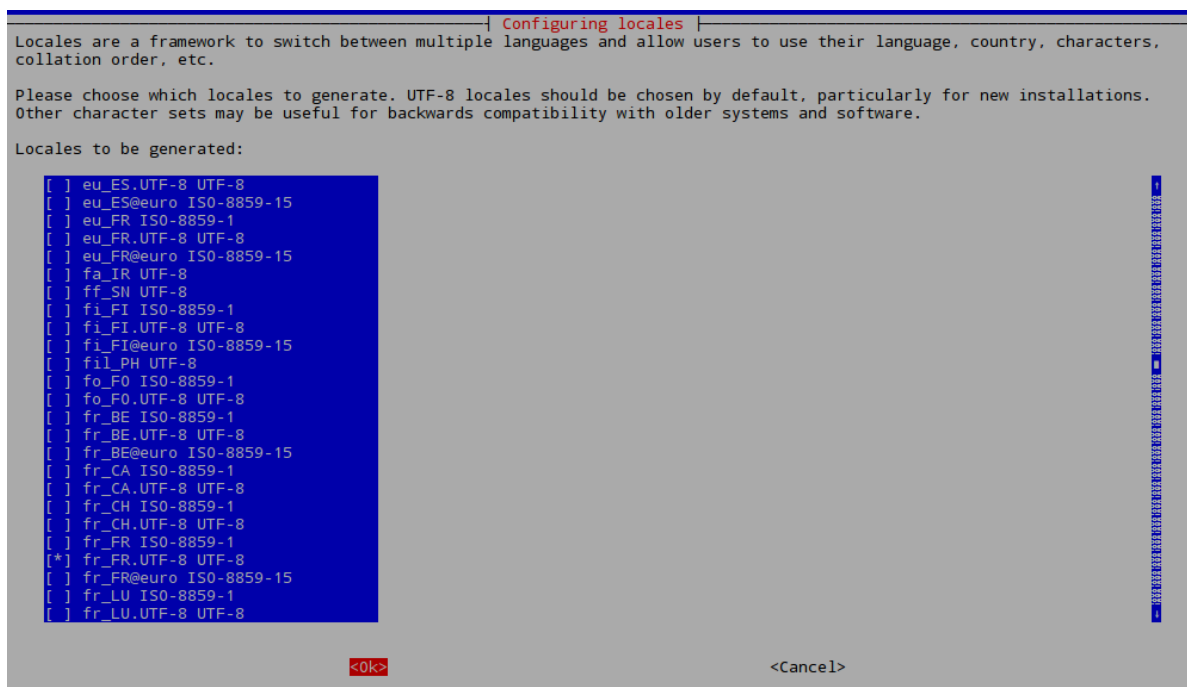 Configuring locales
Locales are a framework to switch between multiple languages and allow users to use their language, country, characters,
collation order, etc.
Please choose which locales to generate. UTF-8 locales should be chosen by default, particularly for new installations.
Other character sets may be useful for backwards compatibility with older systems and software.
Locales to be generated:
[ ] eu_ES.UTF-8 UTF-8
[ ] eu_ES@euro ISO-8859-15
[ ] eu_FR ISO-8859-1
[ ] eu_FR.UTF-8 UTF-8
[ ] eu_FR@euro ISO-8859-15
[ ] fa_IR UTF-8
[ ] ff_SN UTF-8
[ ] fi_FI ISO-8859-1
[ ] fi_FI.UTF-8 UTF-8
[ ] fi_FI@euro ISO-8859-15
[ ] fil_PH UTF-8
[ ] fo_FO ISO-8859-1
[ ] fo_FO.UTF-8 UTF-8
[ ] fr_BE ISO-8859-1
[ ] fr_BE.UTF-8 UTF-8
[ ] fr_BE@euro ISO-8859-15
[ ] fr_CA ISO-8859-1
[ ] fr_CA.UTF-8 UTF-8
[ ] fr_CH ISO-8859-1
[ ] fr_CH.UTF-8 UTF-8
[ ] fr_FR ISO-8859-1
[*] fr_FR.UTF-8 UTF-8
[ ] fr_FR@euro ISO-8859-15
[ ] fr_LU ISO-8859-1
[ ] fr_LU.UTF-8 UTF-8
<Ok> <Cancel>